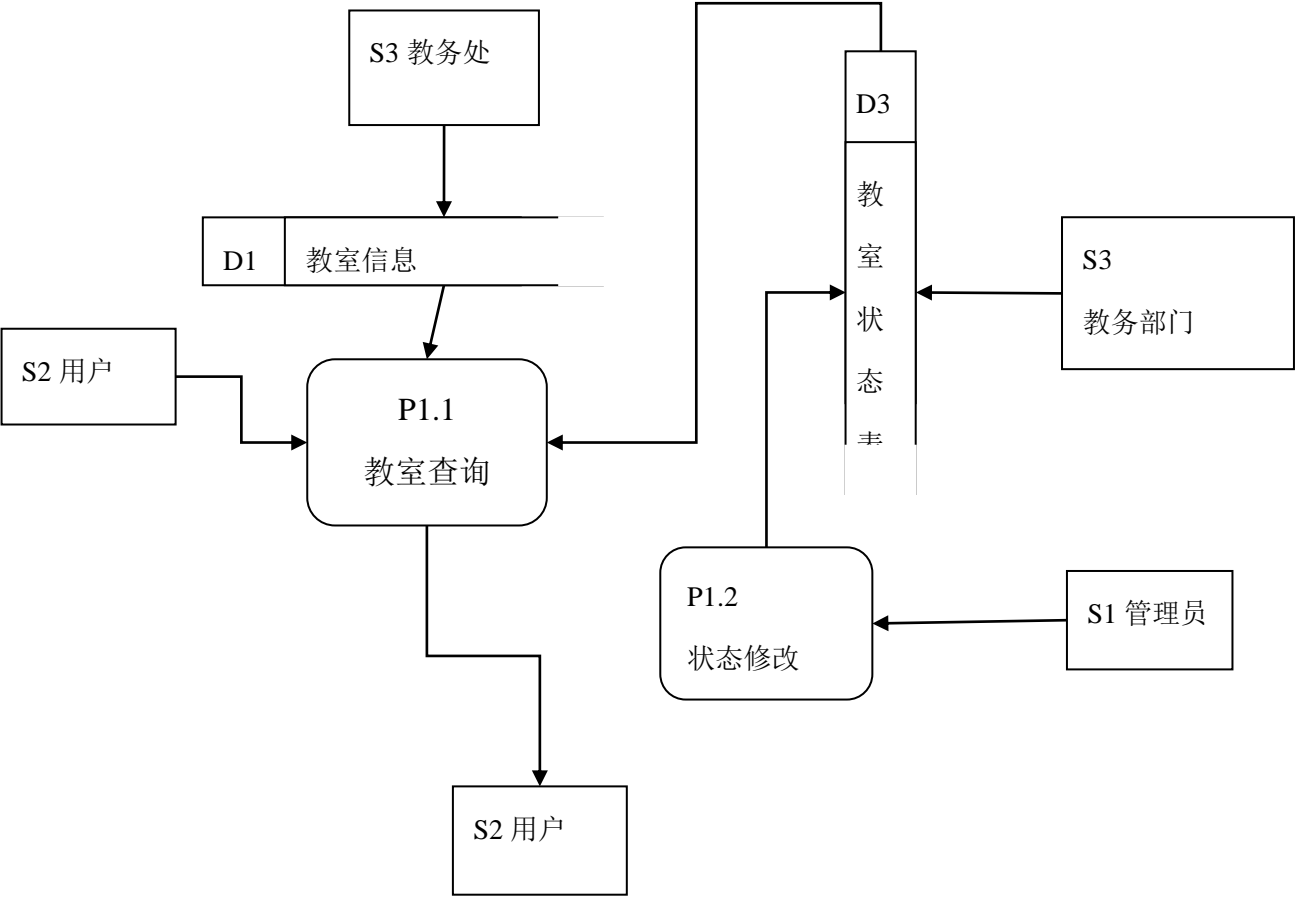 S3 教务处
D3
教
室
状
态
D1
教室信息
S3
教务部门
S2 用户
P1.1
教室查询
P1.2
状态修改
S1 管理员
S2 用户